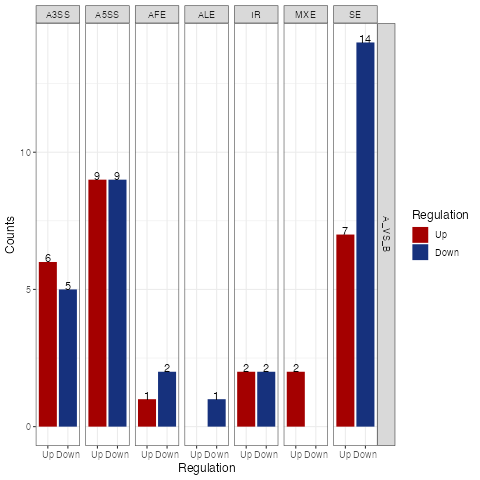 A3SS A5SS AFE ALE IR MXE SE
14
10
9 9
7
6
5
5
2 2 2 2
1 1
0
Up Down Up Down Up Down Up Down Up Down Up Down Up Down
Regulation
Counts
A_VS_B
Regulation
Up
Down